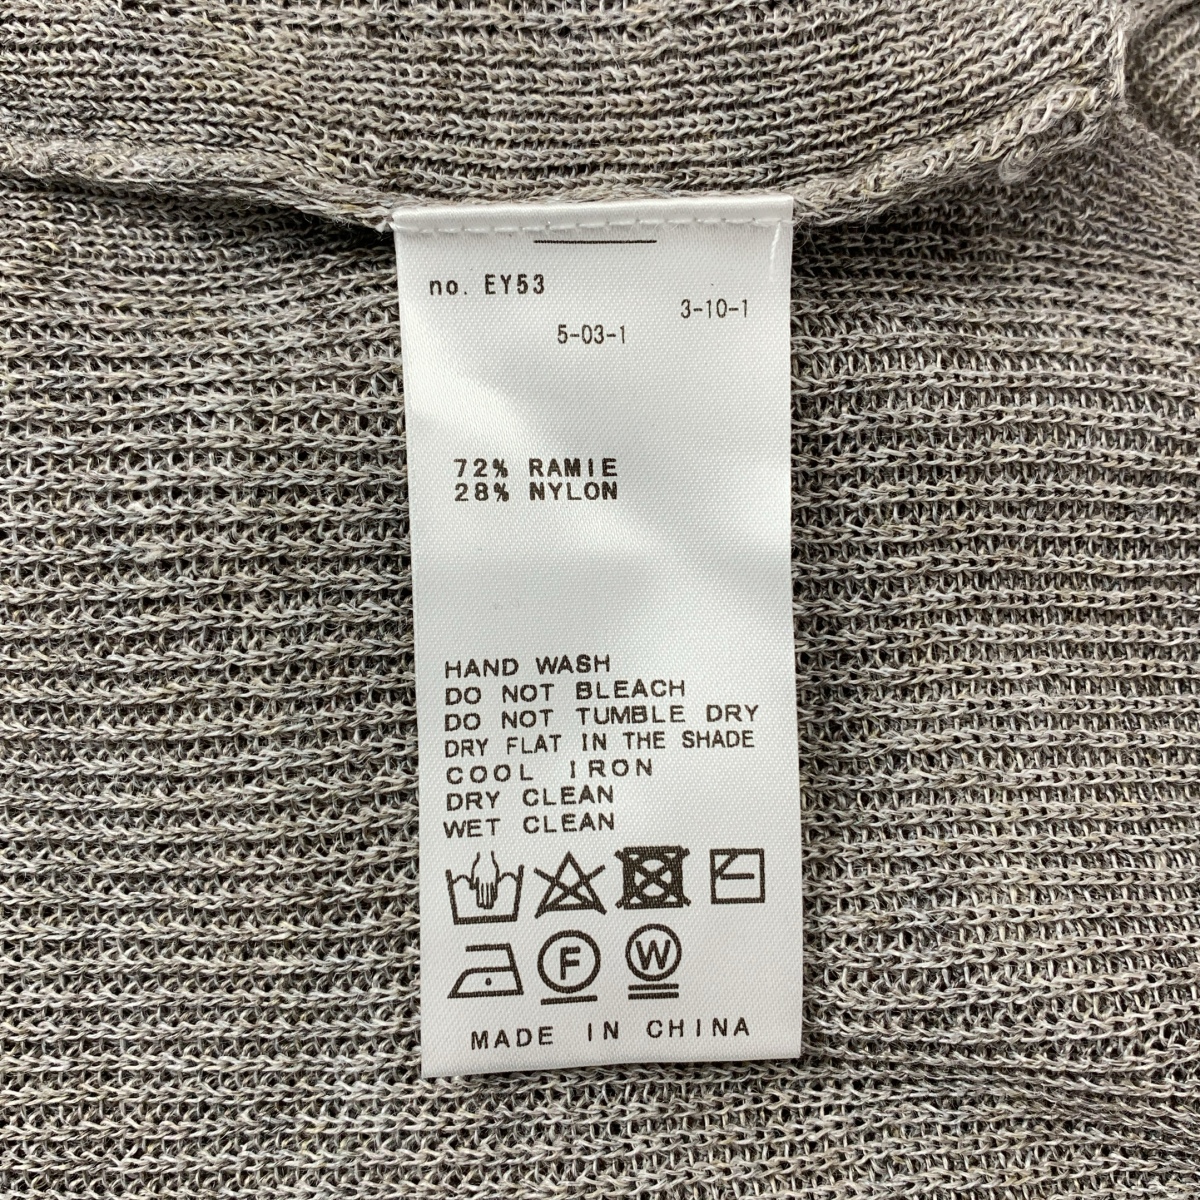 no. EY53
3-10-1
5-03-1
72% RAMIE
28% NYLON
HAND WASH
DO NOT BLEACH
DO NOT TUMBLE DRY
DRY FLAT IN THE SHADE
COOL IRON
DRY CLEAN
WET CLEAN
F W
MADE IN CHINA